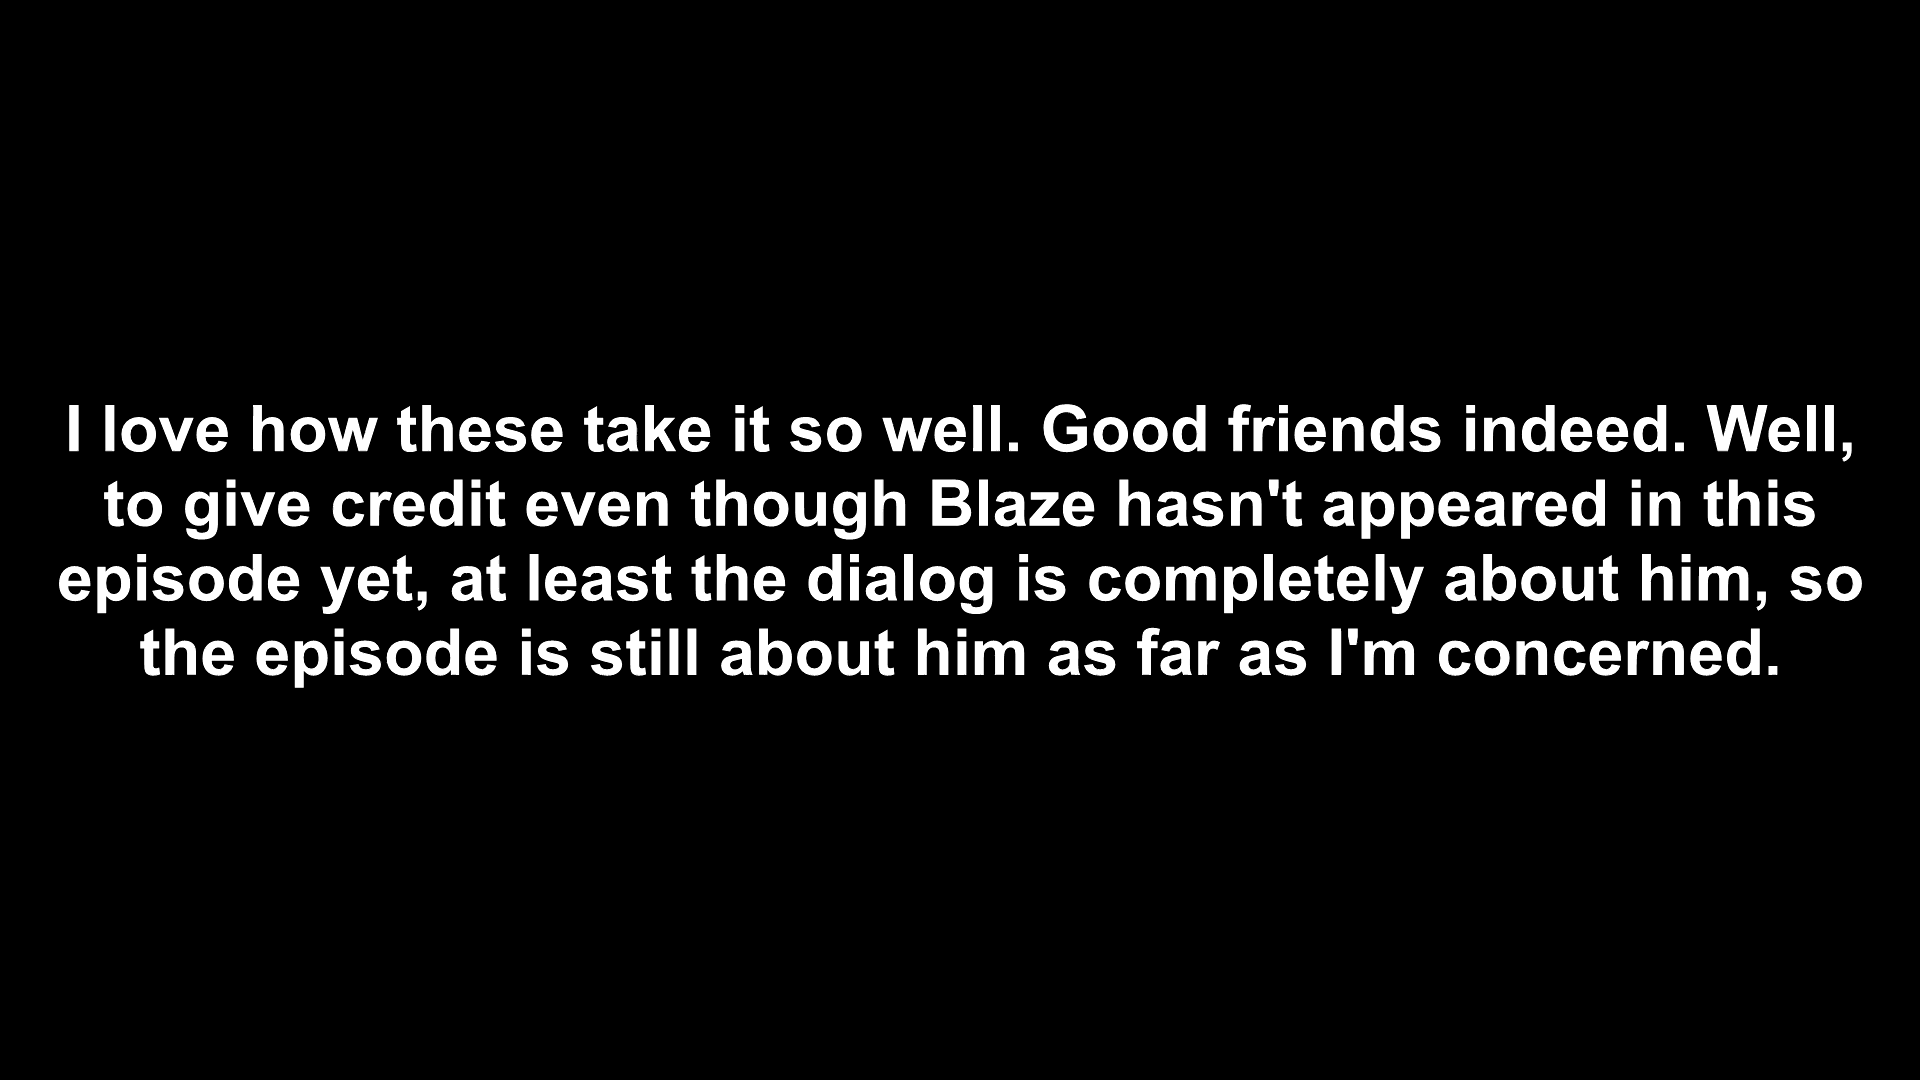 I love how these take it so well. Good friends indeed. Well,
to give credit even though Blaze hasn't appeared in this
episode yet, at least the dialog is completely about him, so
the episode is still about him as far as I'm concerned.